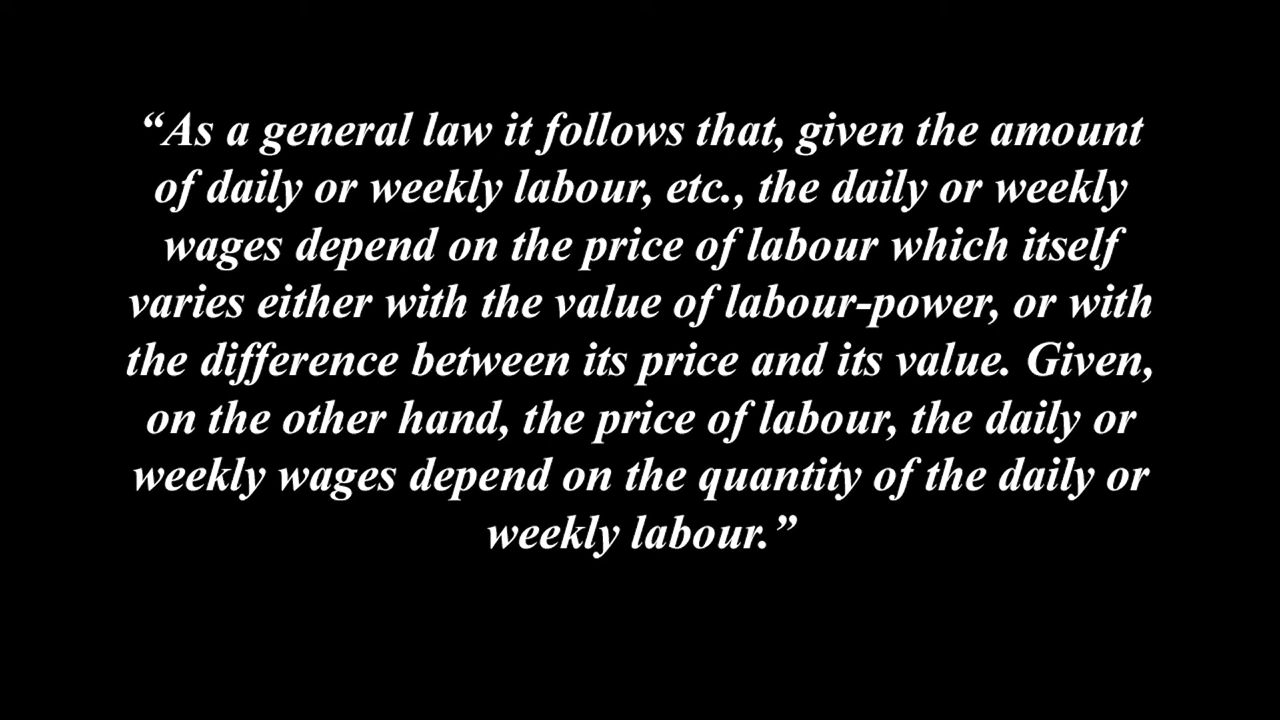 “As a general law it follows that, given the amount
of daily or weekly labour, etc., the daily or weekly
wages depend on the price of labour which itself
varies either with the value of labour-power, or with
the difference between its price and its value. Given,
on the other hand, the price of labour, the daily or
weekly wages depend on the quantity of the daily or
weekly labour.”